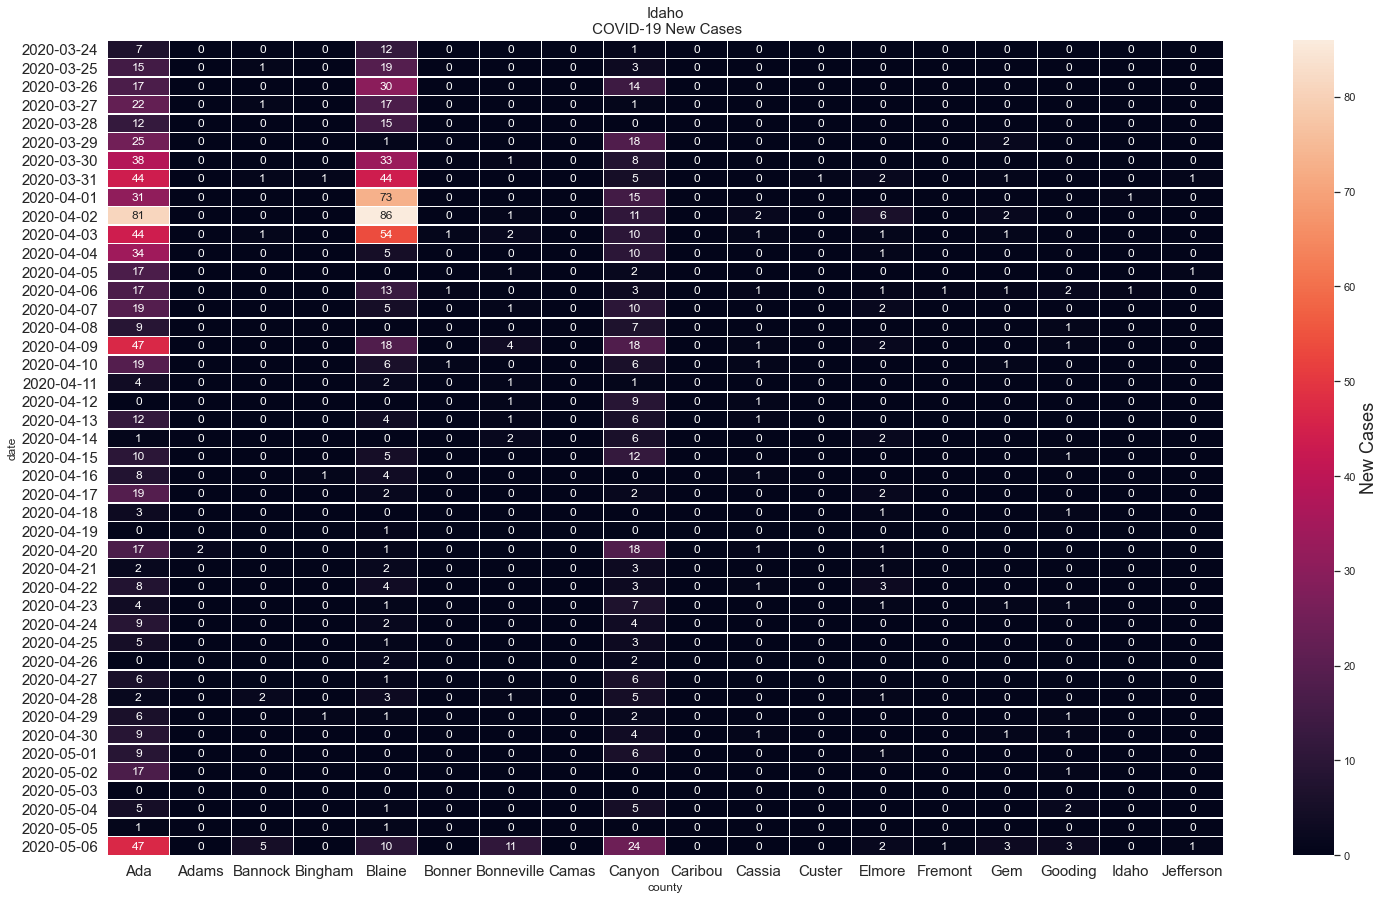 Idaho
COVID-19 New Cases
2020-03-24 7 0 0 0 12 0 0 0 1 0 0 0 0 0 0 0 0 0
2020-03-25 15 0 1 0 19 0 0 0 3 0 0 0 0 0 0 0 0 0
2020-03-26 17 0 0 0 30 0 0 0 14 0 0 0 0 0 0 0 0 0
2020-03-27 22 0 1 0 17 0 0 0 1 0 0 0 0 0 0 0 0 0
2020-03-28 12 0 0 0 15 0 0 0 0 0 0 0 0 0 0 0 0 0
2020-03-29 25 0 0 0 1 0 0 0 18 0 0 0 0 0 2 0 0 0
2020-03-30 38 0 0 0 33 0 1 0 8 0 0 0 0 0 0 0 0 0
2020-03-31 44 0 1 1 44 0 0 0 5 0 0 1 2 0 1 0 0 1
2020-04-01 31 0 0 0 73 0 0 0 15 0 0 0 0 0 0 0 1 0
2020-04-02 81 0 0 0 86 0 1 0 11 0 2 0 6 0 2 0 0 0
2020-04-03 44 0 1 0 54 1 2 0 10 0 1 0 1 0 1 0 0 0
2020-04-04 34 0 0 0 5 0 0 0 10 0 0 0 1 0 0 0 0 0
2020-04-05 17 0 0 0 0 0 1 0 2 0 0 0 0 0 0 0 0 1
2020-04-06 17 0 0 0 13 1 0 0 3 0 1 0 1 1 1 2 1 0
2020-04-07 19 0 0 0 5 0 1 0 10 0 0 0 2 0 0 0 0 0
2020-04-08 9 0 0 0 0 0 0 0 7 0 0 0 0 0 0 1 0 0
2020-04-09 47 0 0 0 18 0 4 0 18 0 1 0 2 0 0 1 0 0
2020-04-10 19 0 0 0 6 1 0 0 6 0 1 0 0 0 1 0 0 0
2020-04-11 4 0 0 0 2 0 1 0 1 0 0 0 0 0 0 0 0 0
2020-04-12 0 0 0 0 0 0 1 0 9 0 1 0 0 0 0 0 0 0
2020-04-13 12 0 0 0 4 0 1 0 6 0 1 0 0 0 0 0 0 0
2020-04-14 1 0 0 0 0 0 2 0 6 0 0 0 2 0 0 0 0 0
2020-04-15 10 0 0 0 5 0 0 0 12 0 0 0 0 0 0 1 0 0
2020-04-16 8 0 0 1 4 0 0 0 0 0 1 0 0 0 0 0 0 0
2020-04-17 19 0 0 0 2 0 0 0 2 0 0 0 2 0 0 0 0 0
2020-04-18 3 0 0 0 0 0 0 0 0 0 0 0 1 0 0 1 0 0
2020-04-19 0 0 0 0 1 0 0 0 0 0 0 0 0 0 0 0 0 0
2020-04-20 17 2 0 0 1 0 0 0 18 0 1 0 1 0 0 0 0 0
2020-04-21 2 0 0 0 2 0 0 0 3 0 0 0 1 0 0 0 0 0
2020-04-22 8 0 0 0 4 0 0 0 3 0 1 0 3 0 0 0 0 0
2020-04-23 4 0 0 0 1 0 0 0 7 0 0 0 1 0 1 1 0 0
2020-04-24 9 0 0 0 2 0 0 0 4 0 0 0 0 0 0 0 0 0
2020-04-25 5 0 0 0 1 0 0 0 3 0 0 0 0 0 0 0 0 0
2020-04-26 0 0 0 0 2 0 0 0 2 0 0 0 0 0 0 0 0 0
2020-04-27 6 0 0 0 1 0 0 0 6 0 0 0 0 0 0 0 0 0
2020-04-28 2 0 2 0 3 0 1 0 5 0 0 0 1 0 0 0 0 0
2020-04-29 6 0 0 1 1 0 0 0 2 0 0 0 0 0 0 1 0 0
2020-04-30 9 0 0 0 0 0 0 0 4 0 1 0 0 0 1 1 0 0
2020-05-01 9 0 0 0 0 0 0 0 6 0 0 0 1 0 0 0 0 0
2020-05-02 17 0 0 0 0 0 0 0 0 0 0 0 0 0 0 1 0 0
2020-05-03 0 0 0 0 0 0 0 0 0 0 0 0 0 0 0 0 0 0
2020-05-04 5 0 0 0 1 0 0 0 5 0 0 0 0 0 0 2 0 0
2020-05-05 1 0 0 0 1 0 0 0 0 0 0 0 0 0 0 0 0 0
2020-05-06 47 0 5 0 10 0 11 0 24 0 0 0 2 1 3 3 0 1
Ada Adams Bannock Bingham Blaine Bonner Bonneville Camas Canyon Caribou Cassia Custer Elmore Fremont Gem Gooding Idaho Jefferson
county
date
80
70
60
50
40
30
20
10
0
New Cases